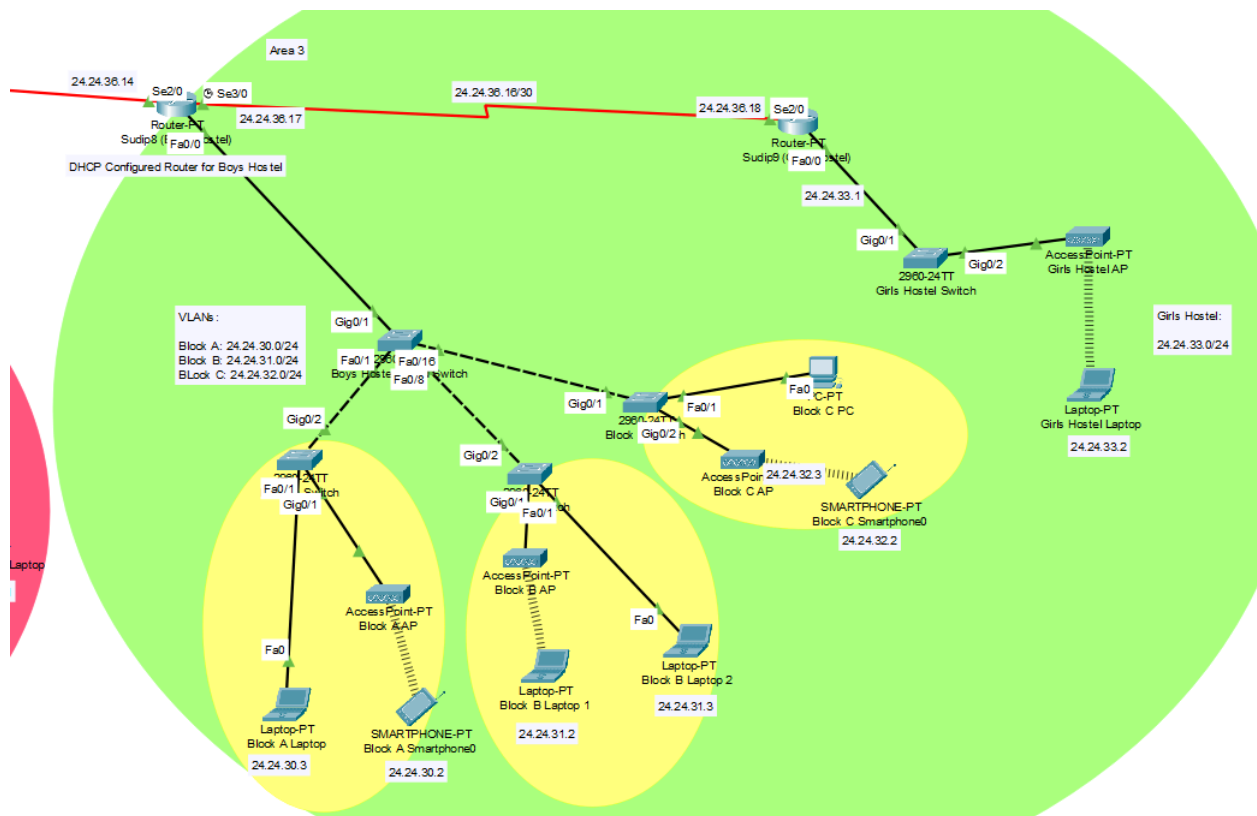 Area 3
24.24.36.14
Se2/0
Se3/0
24.24.36.17
Router-PT
Sudip8
Fa0/0
DHCP Configured Router for Boys Hostel
24.24.36.16/30
24.24.36.18
Se2/0
Router-PT
Sudip9
Fa0/0
24.24.33.1
Gig0/1
2960-24TT
Girls Hostel Switch
Gig0/2
AccessPoint-PT
Girls Hostel AP
Girls Hostel:
24.24.33.0/24
Laptop-PT
Girls Hostel Laptop
24.24.33.2
VLANs :
Block A: 24.24.30.0/24
Block B: 24.24.31.0/24
BLock C: 24.24.32.0/24
Gig0/1
Fa0/1
Fa0/16
Fa0/8
Gig0/1
2960-24TT
Gig0/2
Fa0/1
Fa0
Block C PC
Block C AP
24.24.32.3
SMARTPHONE-PT
Block C Smartphone0
24.24.32.2
Gig0/2
Fa0/1
Switch
Gig0/1
AccessPoint-PT
Fa0
Laptop-PT
Block A Laptop
24.24.30.3
SMARTPHONE-PT
Block A Smartphone0
24.24.30.2
Gig0/2
Gig0/1
Fa0/1
AccessPoint-PT
Block B AP
Laptop-PT
Block B Laptop 1
24.24.31.2
Fa0
Laptop-PT
Block B Laptop 2
24.24.31.3
Laptop